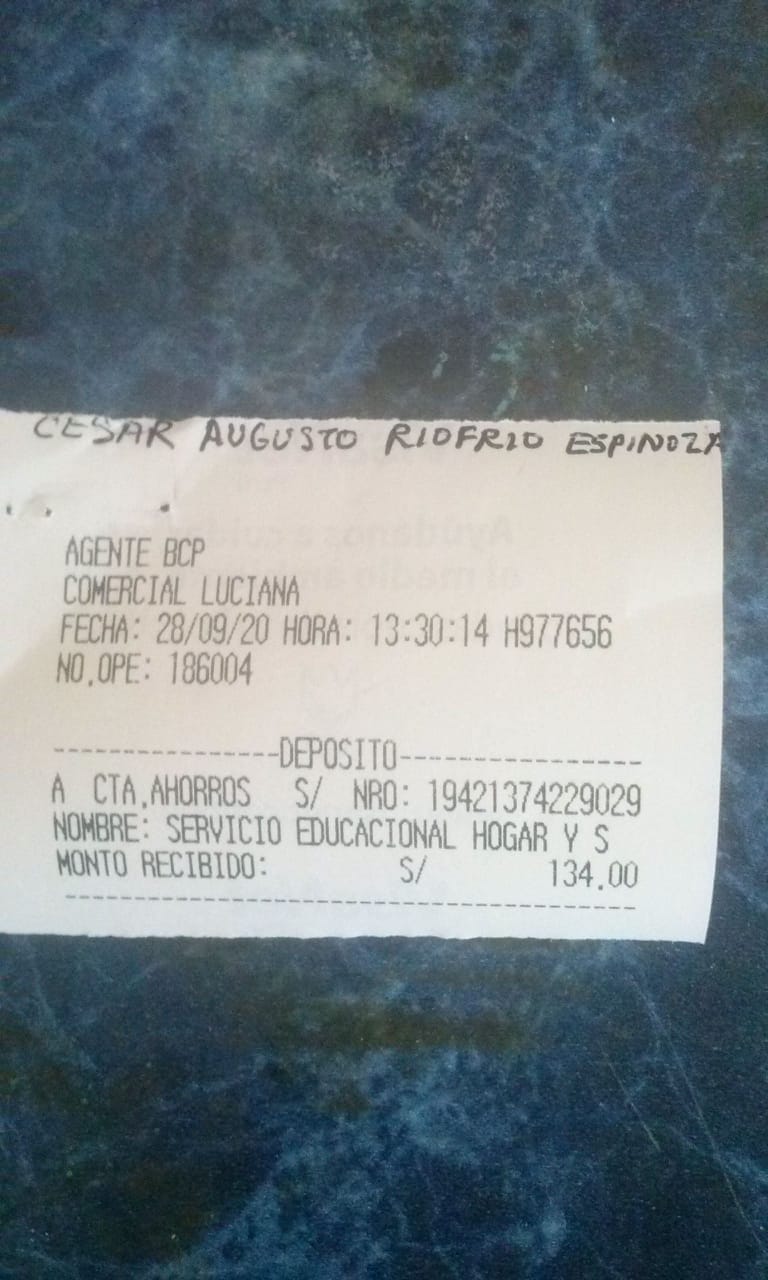 CESAR AUGUSTO RIOFRIO ESPINOZA
AGENTE BCP
COMERCIAL LUCIANA
FECHA: 28/09/20 HORA: 13:30:14 H977656
NO.OPE: 186004
----------------DEPOSITO-----------------
A CTA.AHORROS S/ NRO: 19421374229029
NOMBRE: SERVICIO EDUCACIONAL HOGAR Y S
MONTO RECIBIDO: S/ 134.00
-----------------------------------------